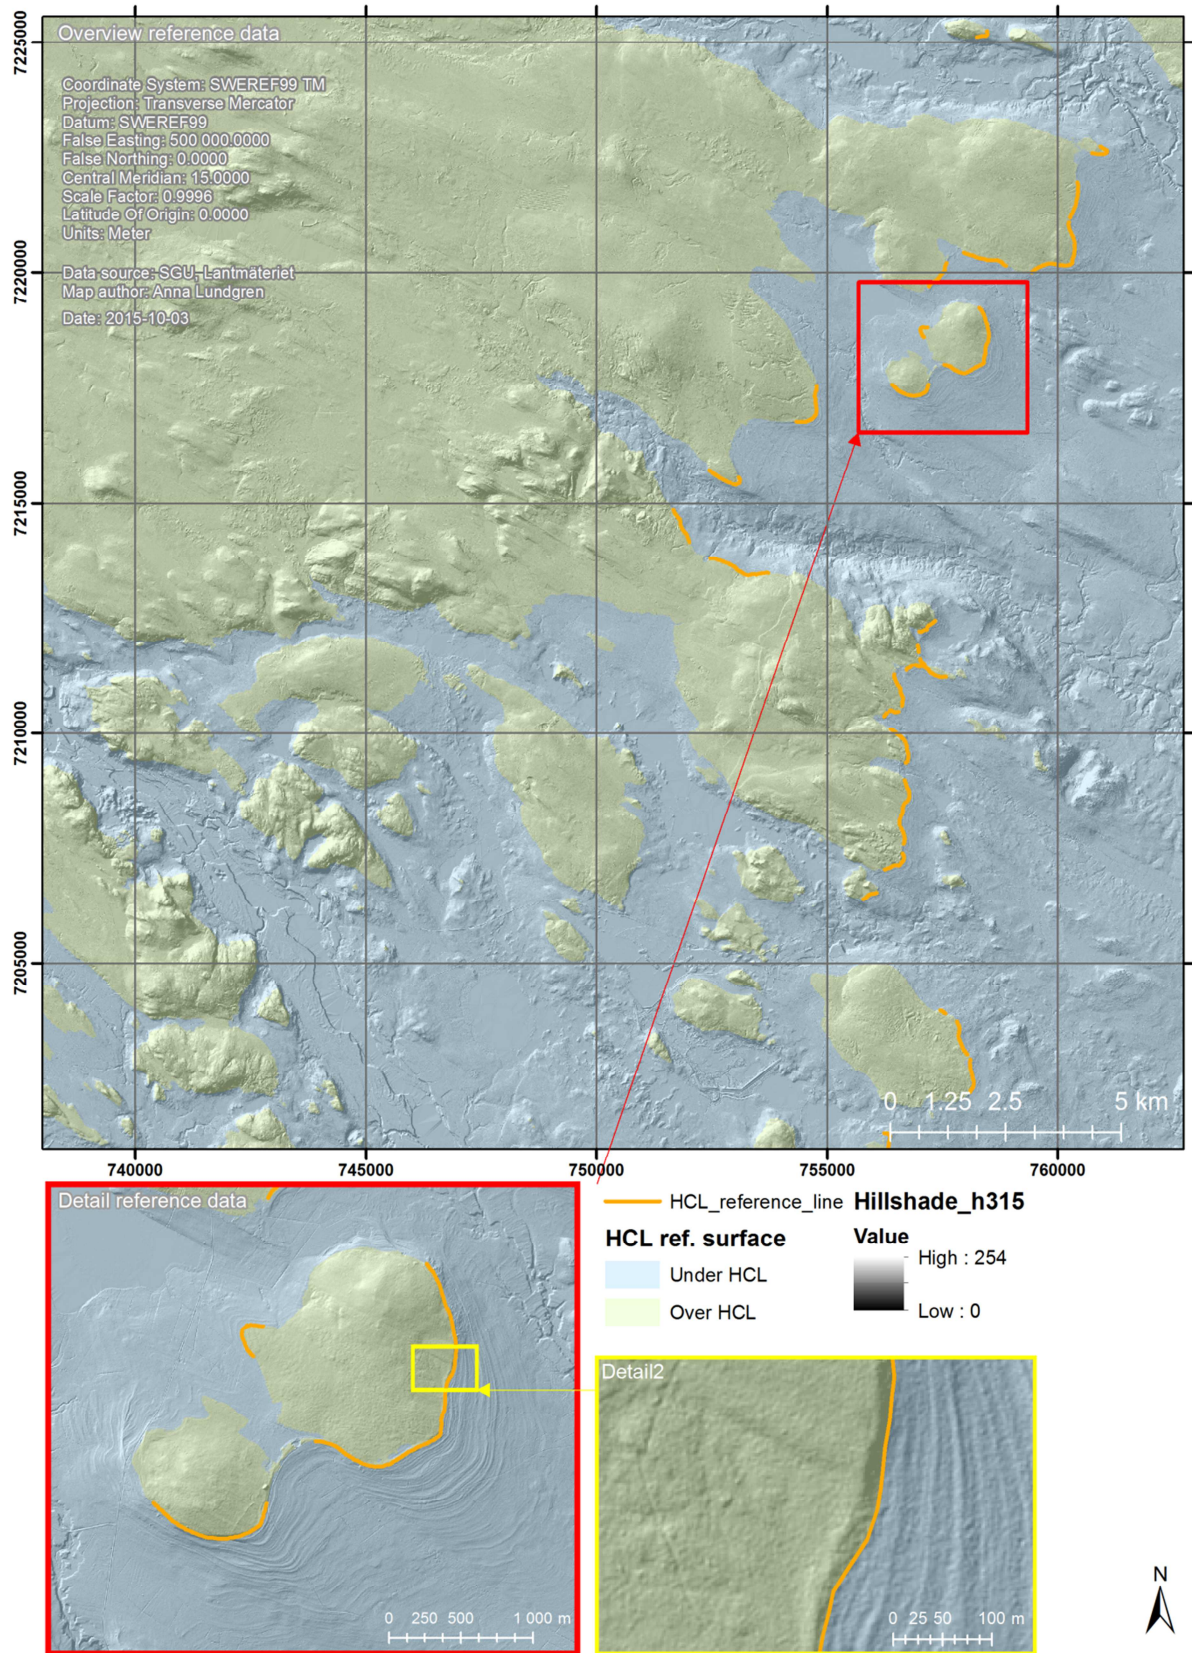 Overview reference data
Coordinate System: SWEREF99 TM
Projection: Transverse Mercator
Datum: SWEREF99
False Easting: 500 000.0000
False Northing: 0.0000
Central Meridian: 15.0000
Scale Factor: 0.9996
Latitude Of Origin: 0.0000
Units: Meter
Data source: SGU, Lantmäteriet
Map author: Anna Lundgren
Date: 2015-10-03
7225000
7220000
7215000
7210000
7205000
0 1.25 2.5 5 km
740000 745000 750000 755000 760000
Detail reference data
0 250 500 1 000 m
HCL_reference_line
HCL ref. surface
Under HCL
Over HCL
Hillshade_h315
Value
High : 254
Low : 0
Detail2
0 25 50 100 m
N